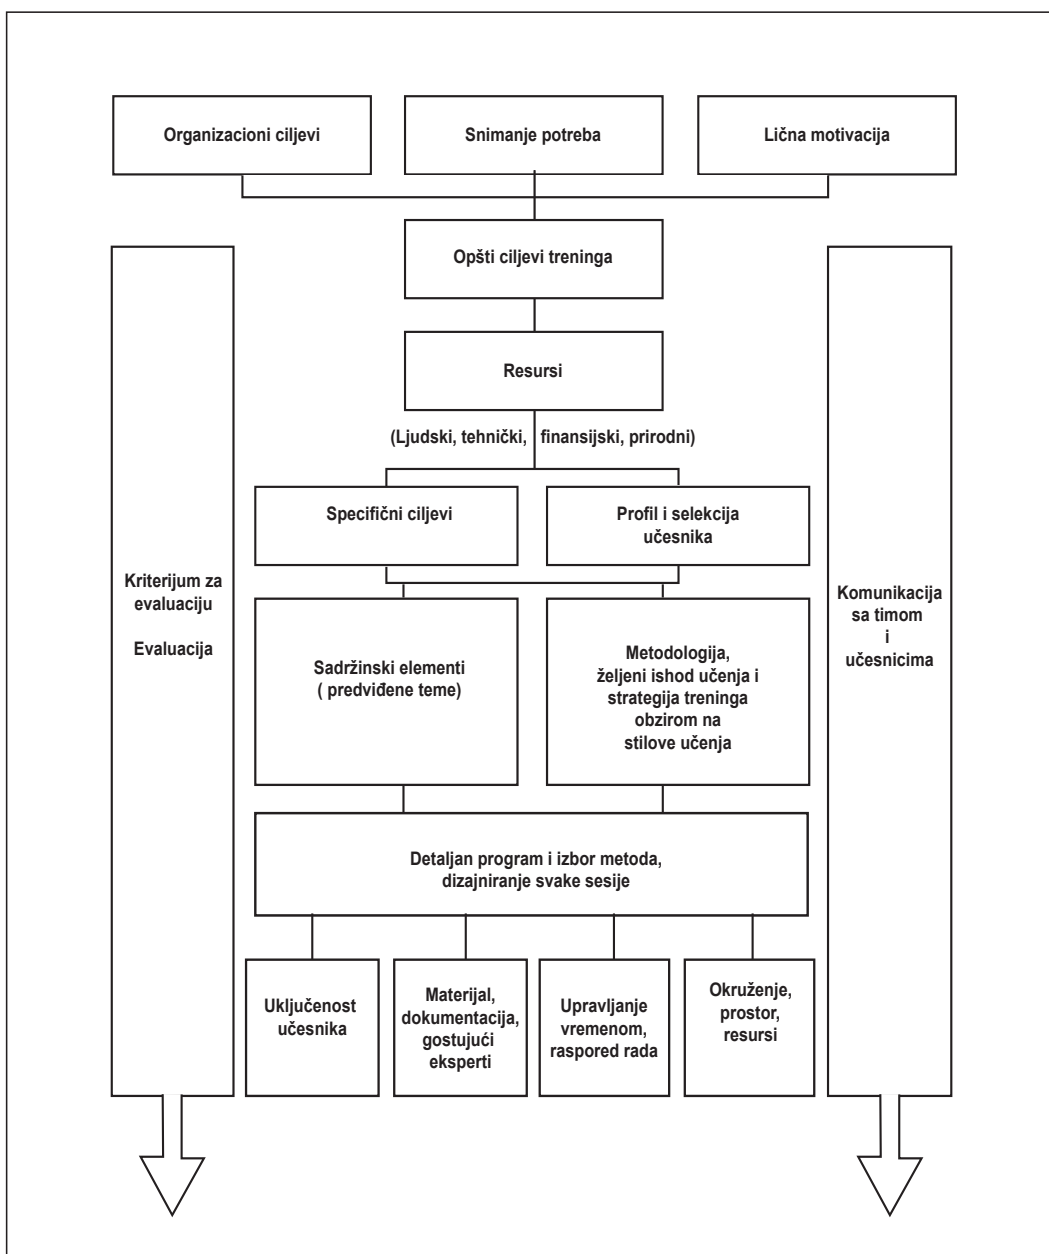 Organizacioni ciljevi
Snimanje potreba
Lična motivacija
Opšti ciljevi treninga
Resursi
(Ljudski, tehnički, finansijski, prirodni)
Specifični ciljevi
Profil i selekcija
učesnika
Kriterijum za
evaluaciju
Evaluacija
Komunikacija
sa timom
i
učesnicima
Sadržinski elementi
( predviđene teme)
Metodologija,
željeni ishod učenja i
strategija treninga
obzirom na
stilove učenja
Detaljan program i izbor metoda,
dizajniranje svake sesije
Uključenost
učesnika
Materijal,
dokumentacija,
gostujući
eksperti
Upravljanje
vremenom,
raspored rada
Okruženje,
prostor,
resursi